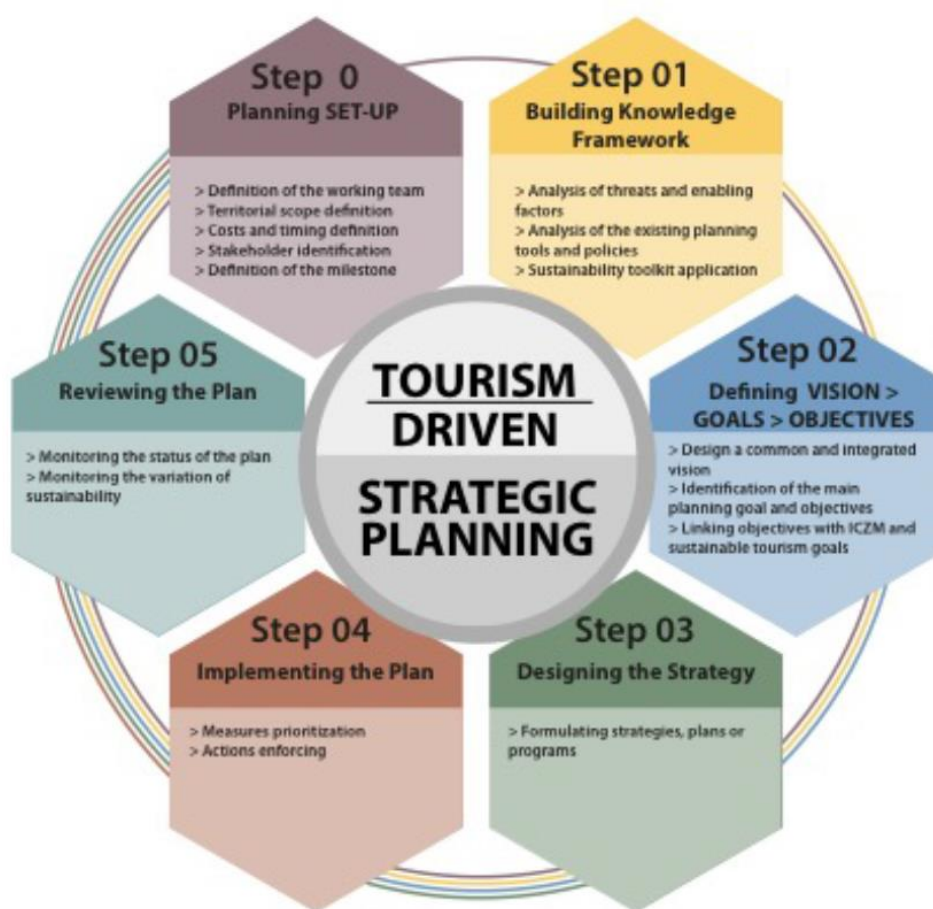 Step 0
Planning SET-UP
> Definition of the working team
> Territorial scope definition
> Costs and timing definition
> Stakeholder identification
> Definition of the milestone
Step 01
Building Knowledge
Framework
> Analysis of threats and enabling
factors
> Analysis of the existing planning
tools and policies
> Sustainability toolkit application
Step 02
Defining VISION >
GOALS > OBJECTIVES
> Design a common and integrated
vision
> Identification of the main
planning goal and objectives
> Linking objectives with ICZM and
sustainable tourism goals
Step 03
Designing the Strategy
> Formulating strategies, plans or
programs
Step 04
Implementing the Plan
> Measures prioritization
> Actions enforcing
Step 05
Reviewing the Plan
> Monitoring the status of the plan
> Monitoring the variation of
sustainability
TOURISM
DRIVEN
STRATEGIC
PLANNING